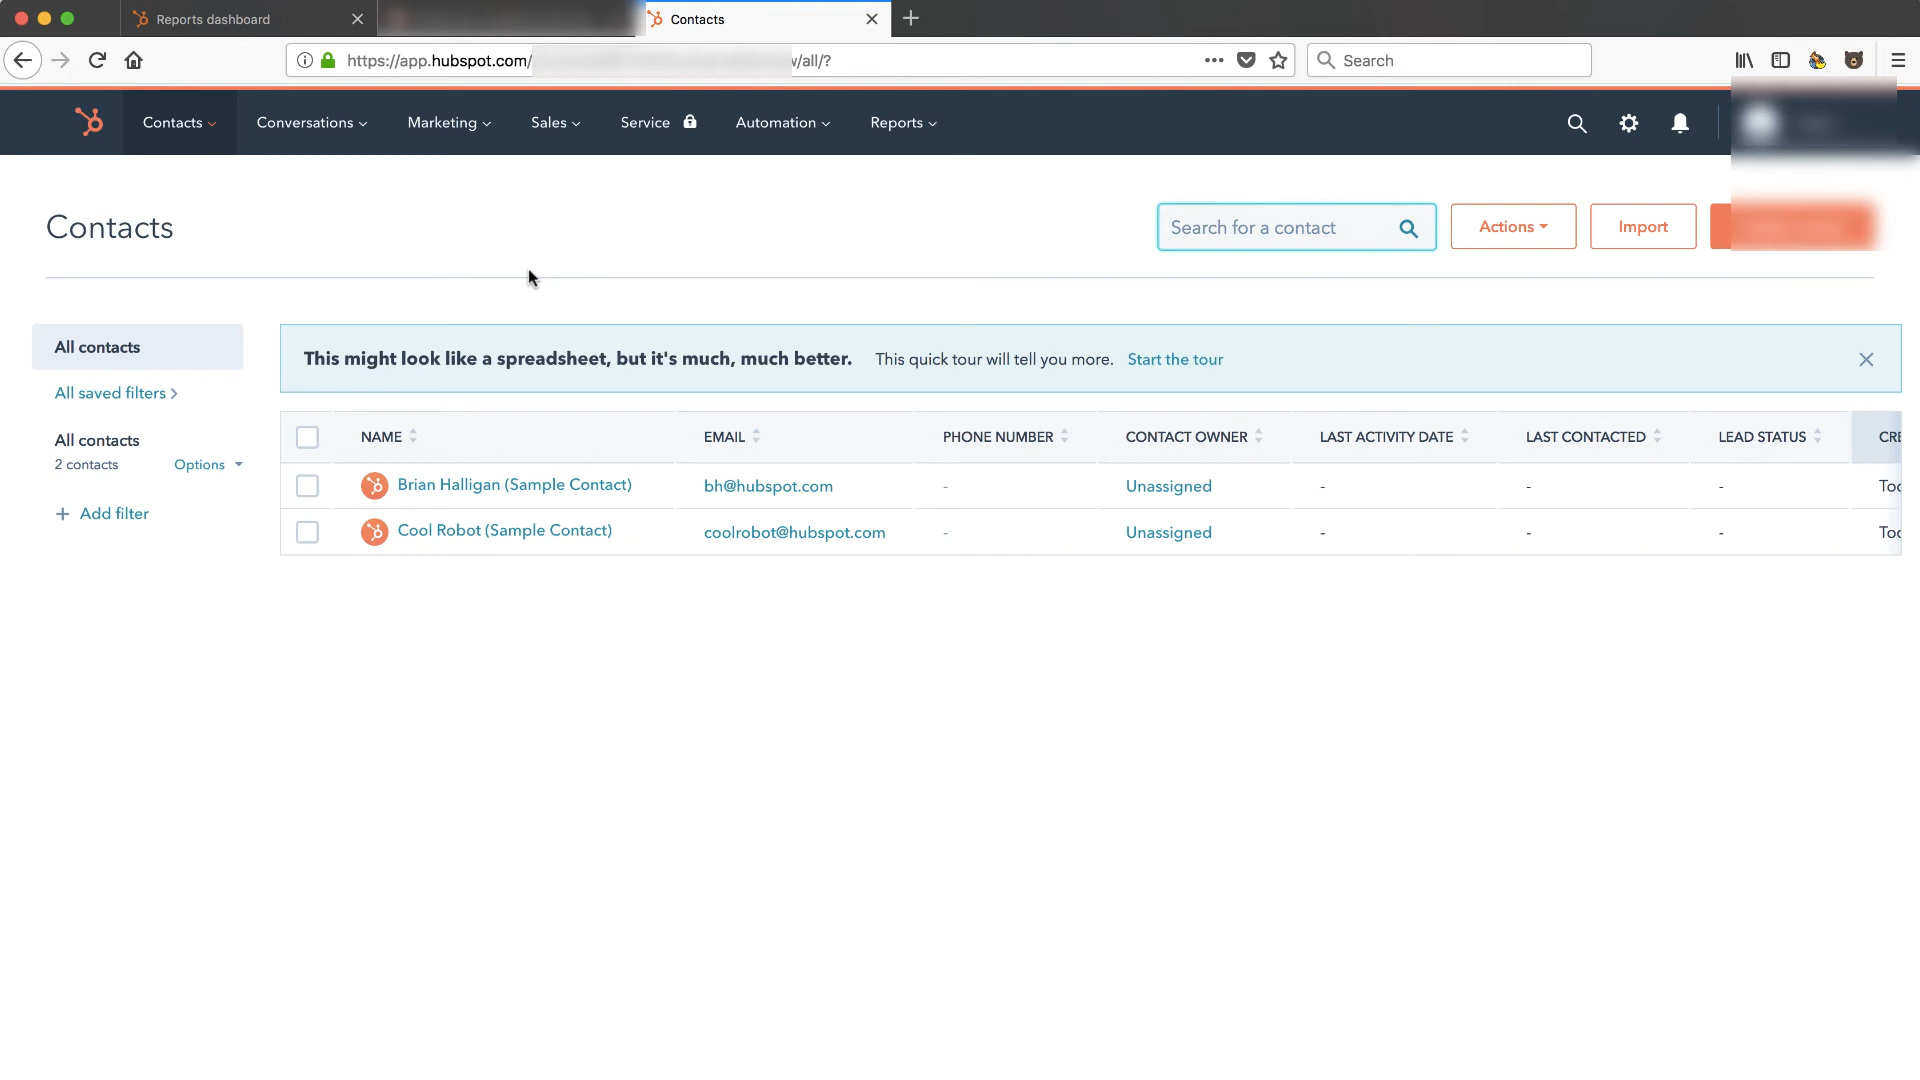 Reports dashboard
Contacts
https://app.hubspot.com/
/all/?
Search
Contacts
Conversations
Marketing
Sales
Service
Automation
Reports
Contacts
Search for a contact
Actions
Import
All contacts
All saved filters
All contacts
2 contacts
Options
+ Add filter
This might look like a spreadsheet, but it's much, much better. This quick tour will tell you more. Start the tour
NAME EMAIL PHONE NUMBER CONTACT OWNER LAST ACTIVITY DATE LAST CONTACTED LEAD STATUS CRE
Brian Halligan (Sample Contact) bh@hubspot.com - Unassigned - - - Too
Cool Robot (Sample Contact) coolrobot@hubspot.com - Unassigned - - - Too